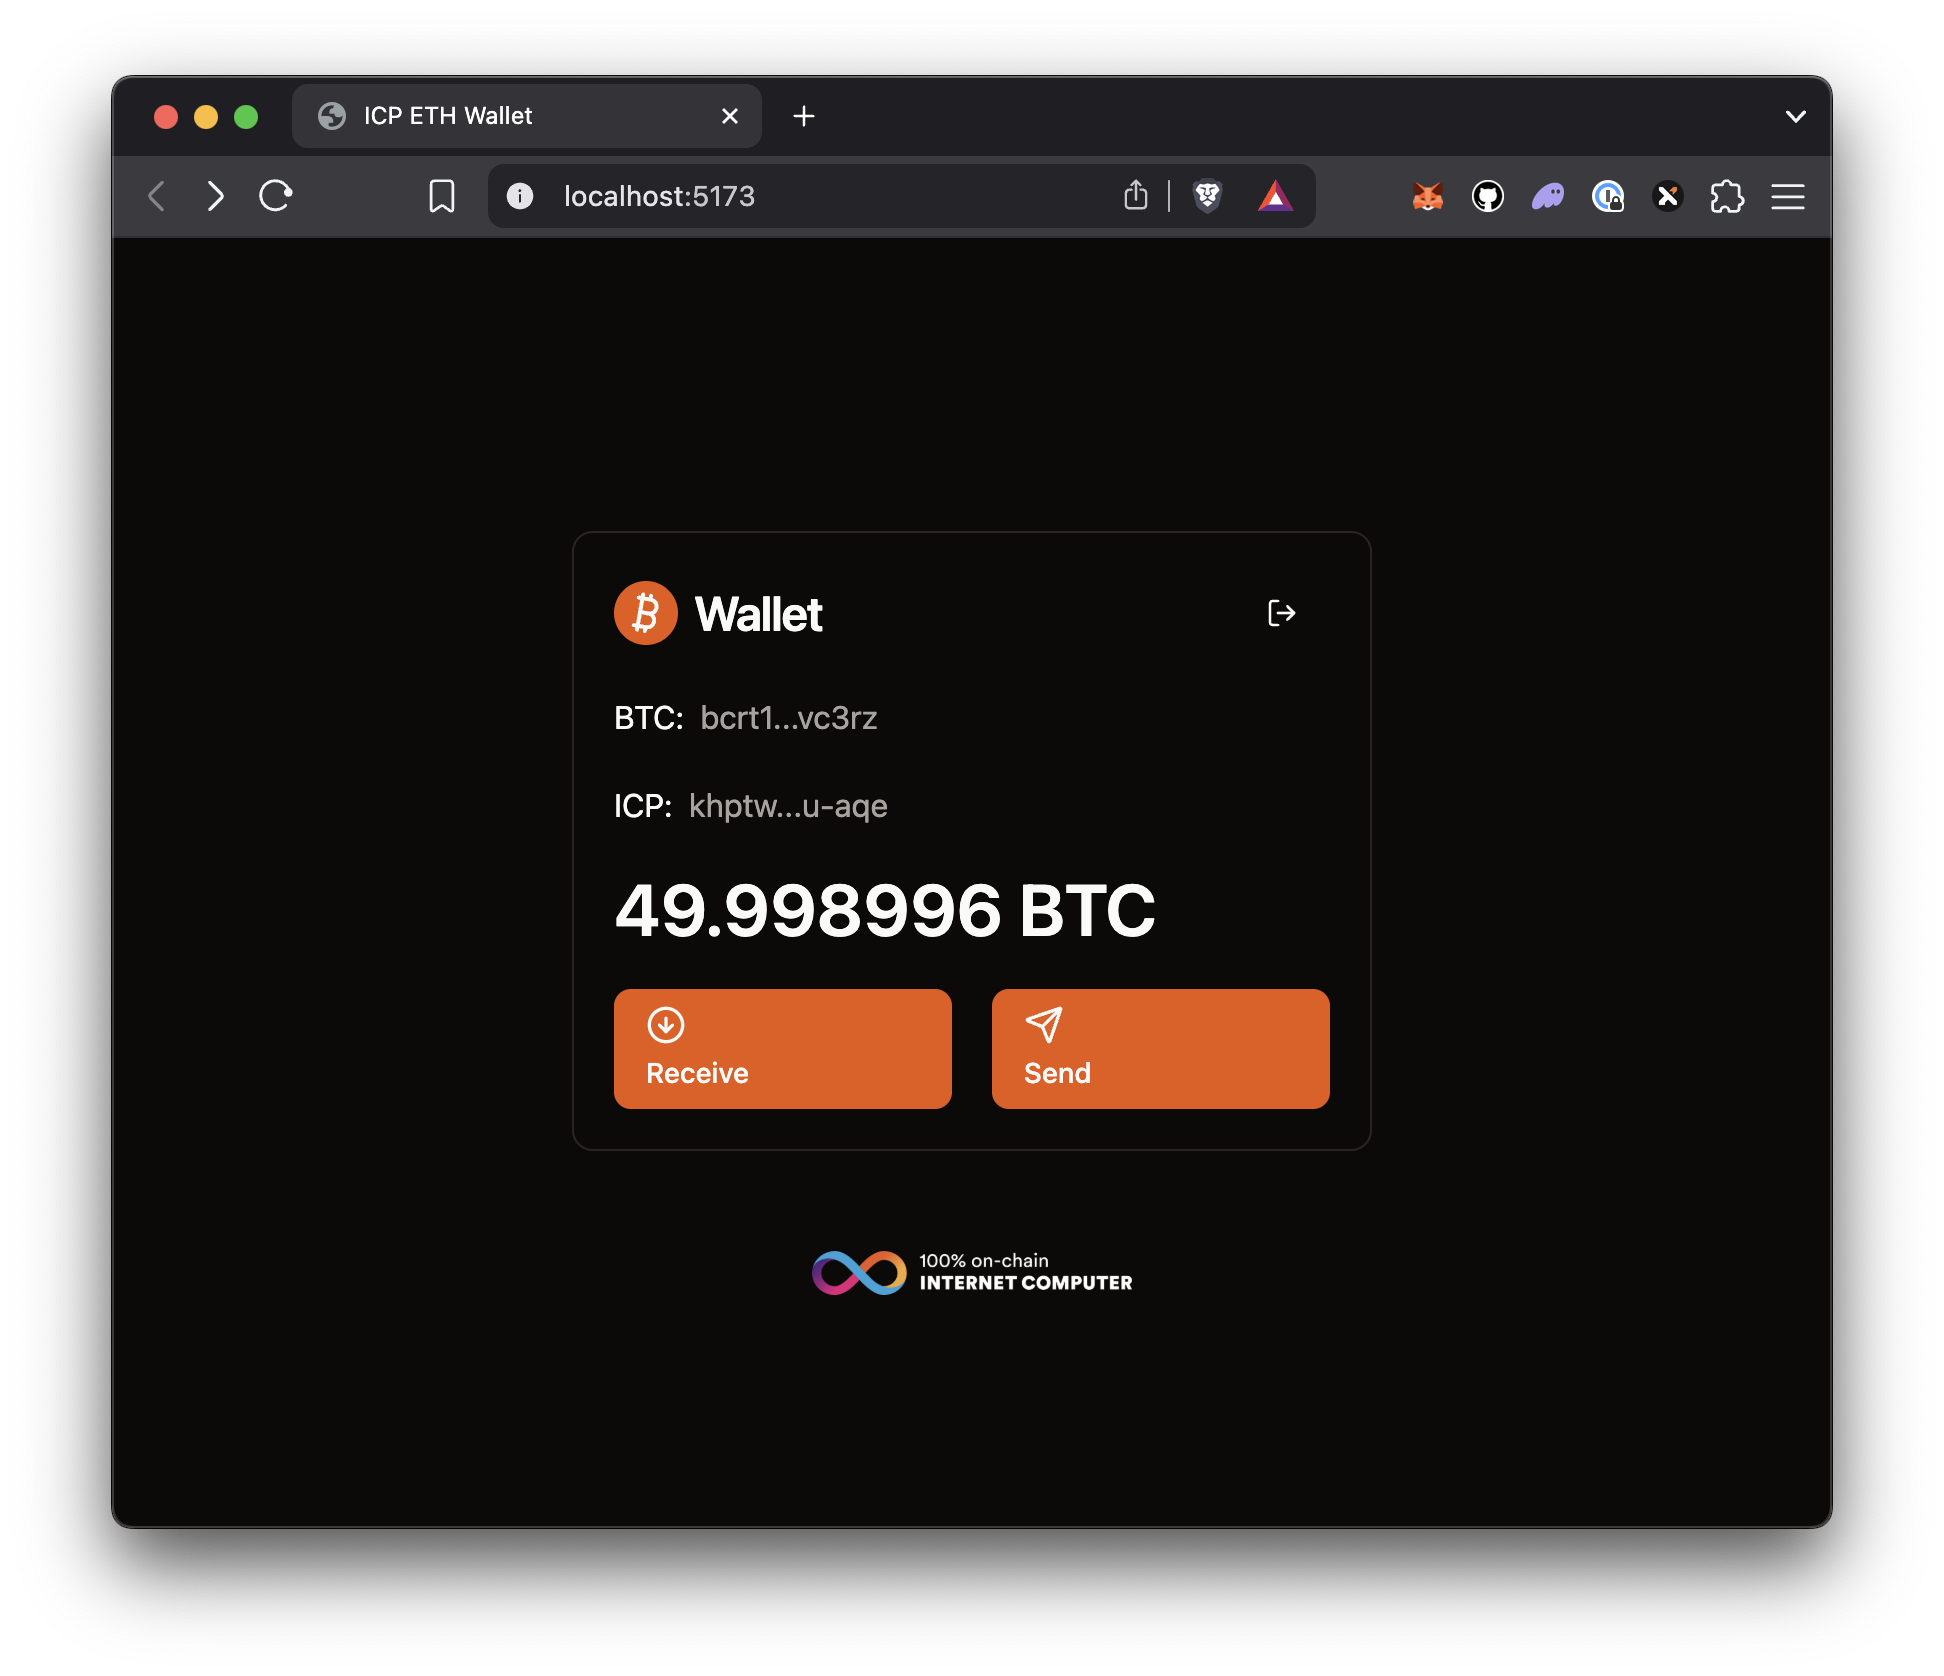 ICP ETH Wallet
localhost:5173
Wallet
BTC: bcrt1...vc3rz
ICP: khptw...u-aqe
49.998996 BTC
Receive
Send
100% on-chain
INTERNET COMPUTER